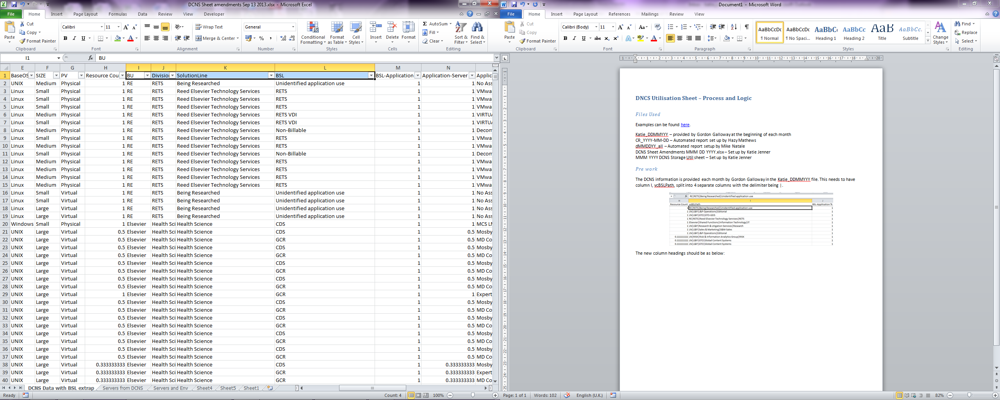 DCNS Sheet amendments Sep 13 2013.xlsx - Microsoft Excel
File Home Insert Page Layout Formulas Data Review View Developer
Paste Cut Calibri 11 Wrap Text General Conditional Formatting Format as Table Cell Styles Insert Delete Format AutoSum Sort & Filter Find & Select
Copy Fill
Format Painter B I U Merge & Center % , Clear
Clipboard Font Alignment Number Styles Cells Editing
I1 fx BU
E F G H I J K L M N
1 BaseOS SIZE PV Resource Cou BU Division SolutionLine BSL BSL-Application Application-Server Applic
2 UNIX Medium Physical 1 RE RETS Being Researched Unidentified application use 1 1 No Ass
3 Linux Small Physical 1 RE RETS Reed Elsevier Technology Services RETS 1 1 VMwa
4 Linux Small Physical 1 RE RETS Reed Elsevier Technology Services RETS 1 1 VMwa
5 Linux Small Physical 1 RE RETS Reed Elsevier Technology Services RETS 1 1 VMwa
6 Linux Medium Physical 1 RE RETS Reed Elsevier Technology Services RETS VDI 1 1 VIRTUA
7 Linux Small Physical 1 RE RETS Reed Elsevier Technology Services RETS VDI 1 1 VIRTUA
8 Linux Medium Physical 1 RE RETS Reed Elsevier Technology Services Non-Billable 1 1 Decom
9 Linux Small Physical 1 RE RETS Reed Elsevier Technology Services RETS 1 1 VMwa
10 Linux Medium Physical 1 RE RETS Reed Elsevier Technology Services RETS 1 1 VMwa
11 Linux Small Physical 1 RE RETS Reed Elsevier Technology Services Non-Billable 1 1 Decom
12 Linux Medium Physical 1 RE RETS Reed Elsevier Technology Services RETS 1 1 VMwa
13 Linux Medium Physical 1 RE RETS Reed Elsevier Technology Services RETS 1 1 VMwa
14 Linux Medium Physical 1 RE RETS Reed Elsevier Technology Services RETS 1 1 VMwa
15 Linux Medium Physical 1 RE RETS Reed Elsevier Technology Services RETS 1 1 VMwa
16 Linux Small Virtual 1 RE RETS Being Researched Unidentified application use 1 1 No Ass
17 Linux Small Virtual 1 RE RETS Being Researched Unidentified application use 1 1 No Ass
18 Linux Large Virtual 1 RE RETS Being Researched Unidentified application use 1 1 No Ass
19 Linux Large Virtual 1 RE RETS Being Researched Unidentified application use 1 1 No Ass
20 Windows Small Physical 1 Elsevier Health Sci Health Science CDS 1 1 MCS LM
21 UNIX Large Virtual 0.5 Elsevier Health Sci Health Science CDS 1 0.5 Mosby
22 UNIX Large Virtual 0.5 Elsevier Health Sci Health Science GCR 1 0.5 MD Co
23 UNIX Large Virtual 0.5 Elsevier Health Sci Health Science CDS 1 0.5 Mosby
24 UNIX Large Virtual 0.5 Elsevier Health Sci Health Science GCR 1 0.5 MD Co
25 UNIX Large Virtual 0.5 Elsevier Health Sci Health Science CDS 1 0.5 Mosby
26 UNIX Large Virtual 0.5 Elsevier Health Sci Health Science GCR 1 0.5 MD Co
27 UNIX Large Virtual 0.5 Elsevier Health Sci Health Science CDS 1 0.5 Mosby
28 UNIX Large Virtual 0.5 Elsevier Health Sci Health Science GCR 1 0.5 MD Co
29 UNIX Large Virtual 1 Elsevier Health Sci Health Science GCR 1 1 Expert
30 UNIX Large Virtual 0.5 Elsevier Health Sci Health Science CDS 1 0.5 Mosby
31 UNIX Large Virtual 0.5 Elsevier Health Sci Health Science GCR 1 0.5 MD Co
32 UNIX Large Virtual 0.5 Elsevier Health Sci Health Science CDS 1 0.5 Mosby
33 UNIX Large Virtual 0.5 Elsevier Health Sci Health Science GCR 1 0.5 MD Co
34 UNIX Large Virtual 0.5 Elsevier Health Sci Health Science CDS 1 0.5 Mosby
35 UNIX Large Virtual 0.5 Elsevier Health Sci Health Science GCR 1 0.5 MD Co
36 UNIX Large Virtual 0.5 Elsevier Health Sci Health Science CDS 1 0.5 Mosby
37 UNIX Large Virtual 0.5 Elsevier Health Sci Health Science GCR 1 0.5 MD Co
38 UNIX Large Virtual 0.333333333 Elsevier Health Sci Health Science CDS 1 0.333333333 Mosby
39 UNIX Large Virtual 0.333333333 Elsevier Health Sci Health Science GCR 1 0.333333333 Expert
40 UNIX Large Virtual 0.333333333 Elsevier Health Sci Health Science GCR 1 0.333333333 MD Co
DCNS Data with BSL extrap Servers from DCNS Servers and Env Sheet4 Sheet5 Sheet1
Ready Count: 4 100%
Document1 - Microsoft Word
File Home Insert Page Layout References Mailings Review View
Paste Cut Calibri (Body) 11 Aa AaBbCcDc AaBbCcDc AaBbC AaBbCc AaB AaBbCc. Change Styles Find
Copy Replace
Format Painter B I U abc ¶ Normal ¶ No Spaci... Heading 1 Heading 2 Title Subtitle Select
Clipboard Font Paragraph Styles Editing
DNCS Utilisation Sheet – Process and Logic
Files Used
Examples can be found here.
Katie_DDMMYYY – provided by Gordon Galloway at the beginning of each month
CR_YYYY-MM-DD – Automated report set up by Hazy Mathews
dMMDDYY_all – Automated report setup by Mike Natale
DCNS Sheet Amendments MMM DD YYYY.xlsx – Set up by Katie Jenner
MMM YYYY DCNS Storage Util sheet – Set up by Katie Jenner
Pre work
The DCNS information is provided each month by Gordon Galloway in the Katie_DDMMYYY file. This needs to have
column I, vcBSLPath, split into 4 separate columns with the delimiter being |.
fx RE|RETS|Being Researched|Unidentified application use
H I J
Resource Count vcBSLPath BSL-Application %
1 RE|RETS|Being Researched|Unidentified application use 1
1 LN|L&P|L&P Operations|Editorial 1
1 LN|L&P|GTO|GTO-GEIS 1
1 RE|RETS|Reed Elsevier Technology Services|RETS 1
1 Elsevier|Shared Functions|Information Technology|IT 1
1 LN|L&P|Research & Litigation Services|Research 1
1 LN|L&P|Sales & Marketing|S&M-Sales 1
1 LN|L&P|L&P Operations|Editorial 1
0.111111111 LN|RISK|Risk & Information Analytics Group|RISK 1
0.111111111 LN|L&P|GTO|Global Content Systems 1
0.111111111 LN|L&P|GTO|Global Content Systems 1
The new column headings should be as below:
Page: 1 of 1 Words: 102 English (U.K.) 82%